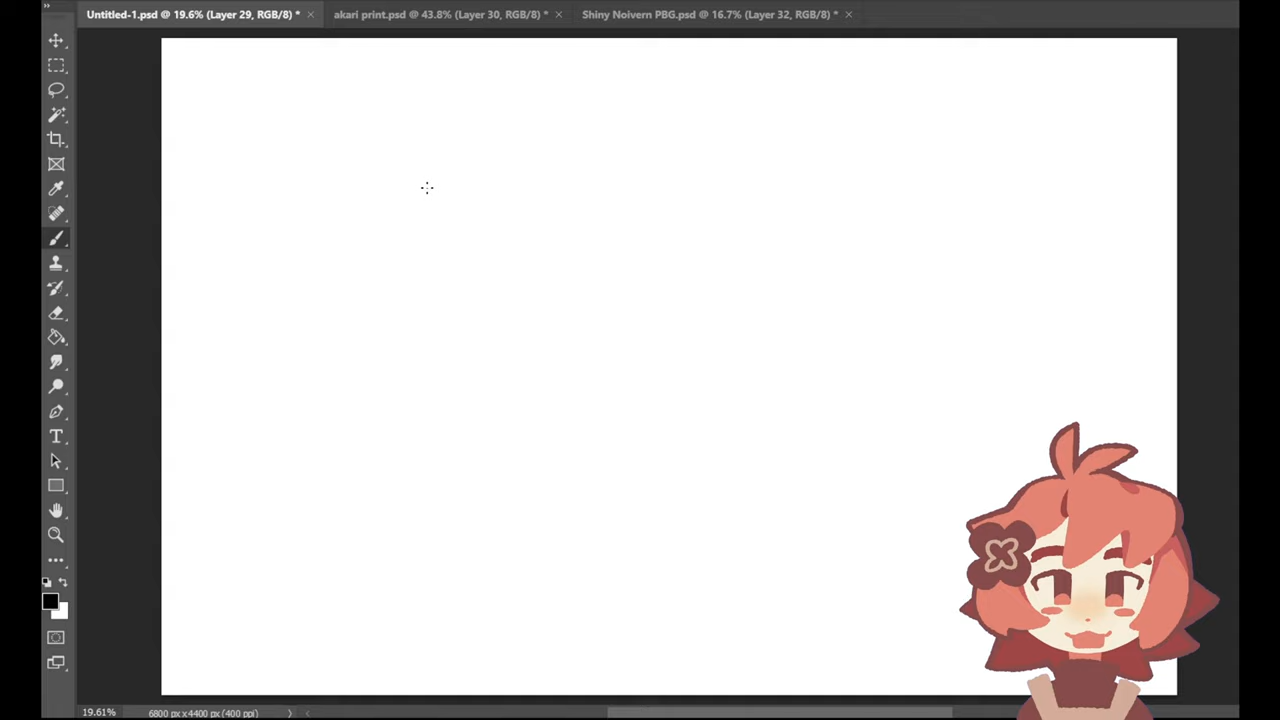 Untitled-1.psd @ 19.6% (Layer 29, RGB/8) * akari print.psd @ 43.8% (Layer 30, RGB/8) * Shiny Noivern PBG.psd @ 16.7% (Layer 32, RGB/8) *
19.61% 6800 px x 4400 px (400 ppi)